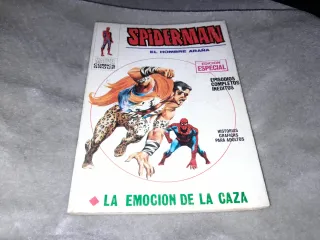 SPIDERMAN
EL HOMBRE ARAÑA
EDICION
ESPECIAL
EPISODIOS
COMPLETOS
INEDITOS
HISTORIAS
GRAFICAS
PARA ADULTOS
LA EMOCION DE LA CAZA